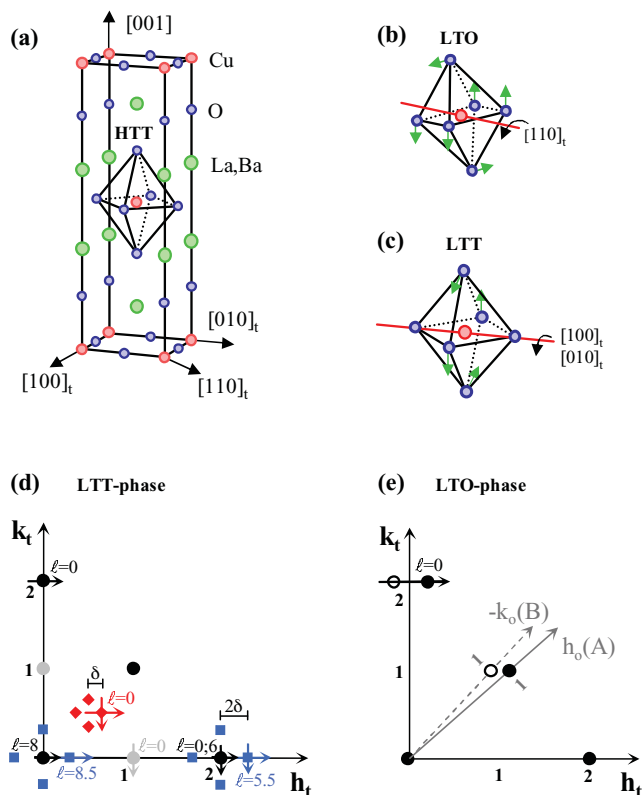 (a)
[001]
Cu
O
HTT
La,Ba
[010]t
[100]t
[110]t
(b)
LTO
[110]t
(c)
LTT
[100]t
[010]t
(d) LTT-phase
kt
ℓ=0
2
1
δ
ℓ=0
2δ
ℓ=8
ℓ=0
ℓ=0;6
ℓ=8.5
1
2
ℓ=5.5
ht
(e) LTO-phase
kt
ℓ=0
2
-ko(B)
ho(A)
1
1
1
1
2
ht